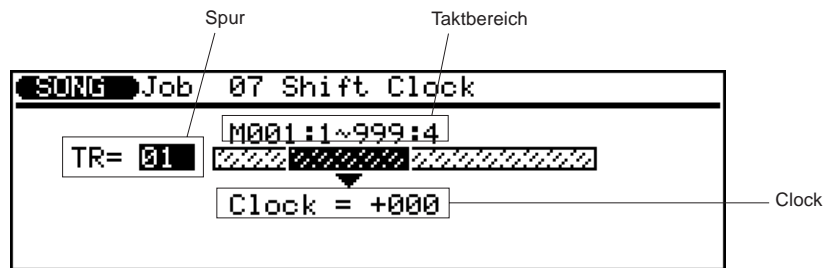 Spur Taktbereich
SONG Job 07 Shift Clock
M001:1~999:4
TR= 01
Clock = +000 Clock